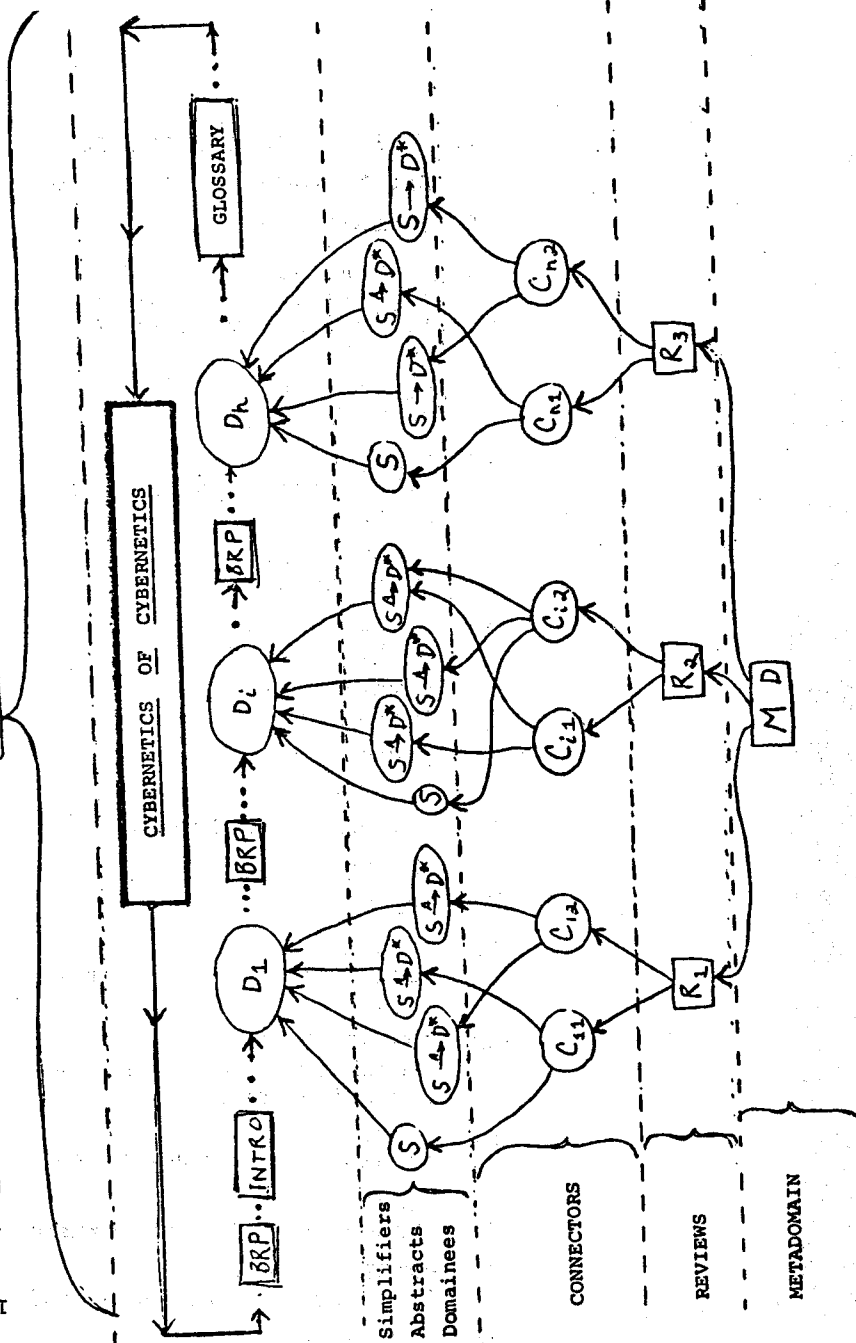 CYBERNETICS OF CYBERNETICS
BRP INTRO D1 BRP Di BRP Dn GLOSSARY
Simplifiers
Abstracts
Domainees
S S A→ D* S A→ D* S A→ D* S S A→ D* S A→ D* S A→ D* S S → D* S A→ D* S → D*
CONNECTORS
C11 C12 Ci1 Ci2 Cn1 Cn2
REVIEWS
R1 R2 R3
METADOMAIN
M D